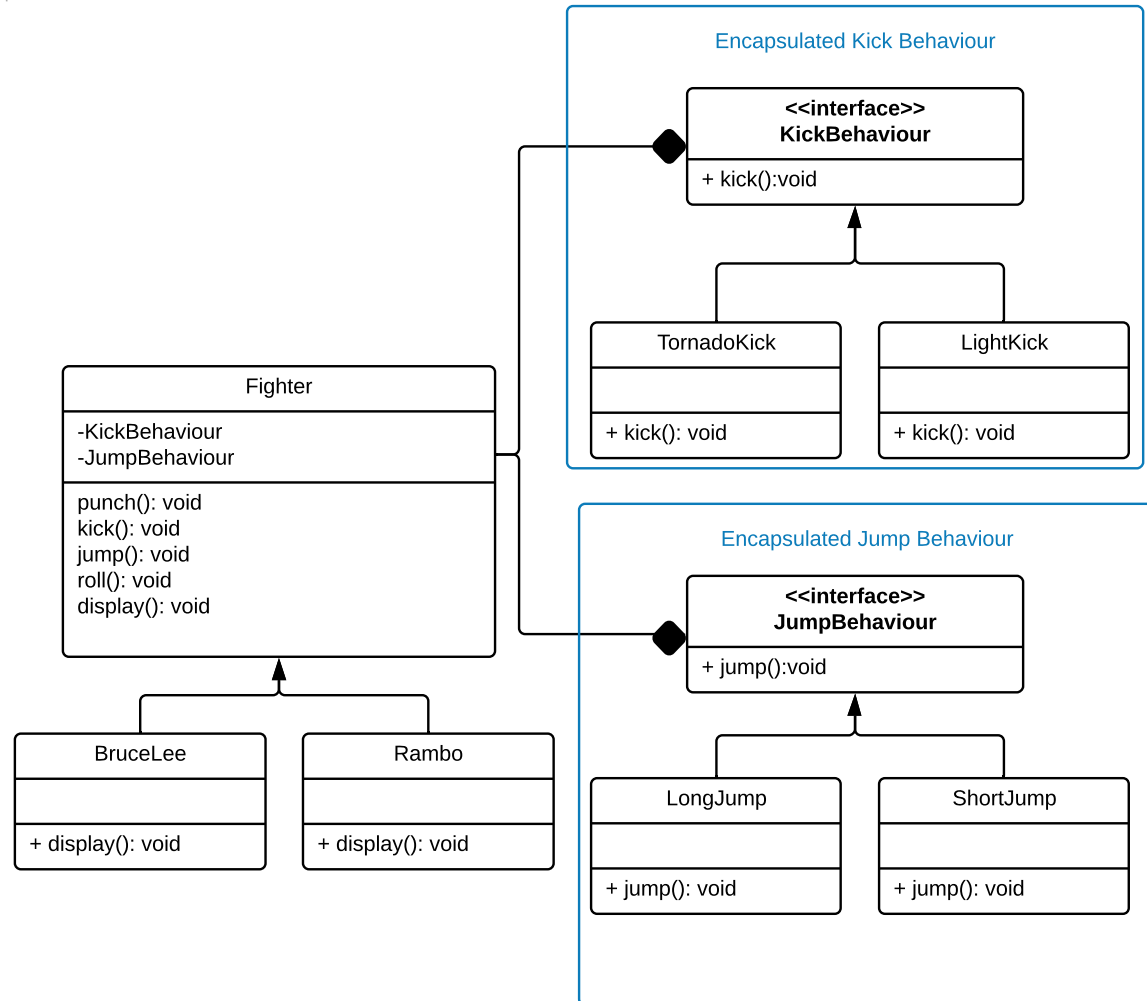 Encapsulated Kick Behaviour
<<interface>>
KickBehaviour
+ kick():void
TornadoKick
LightKick
+ kick(): void
+ kick(): void
Fighter
-KickBehaviour
-JumpBehaviour
punch(): void
kick(): void
jump(): void
roll(): void
display(): void
BruceLee
Rambo
+ display(): void
+ display(): void
Encapsulated Jump Behaviour
<<interface>>
JumpBehaviour
+ jump():void
LongJump
ShortJump
+ jump(): void
+ jump(): void